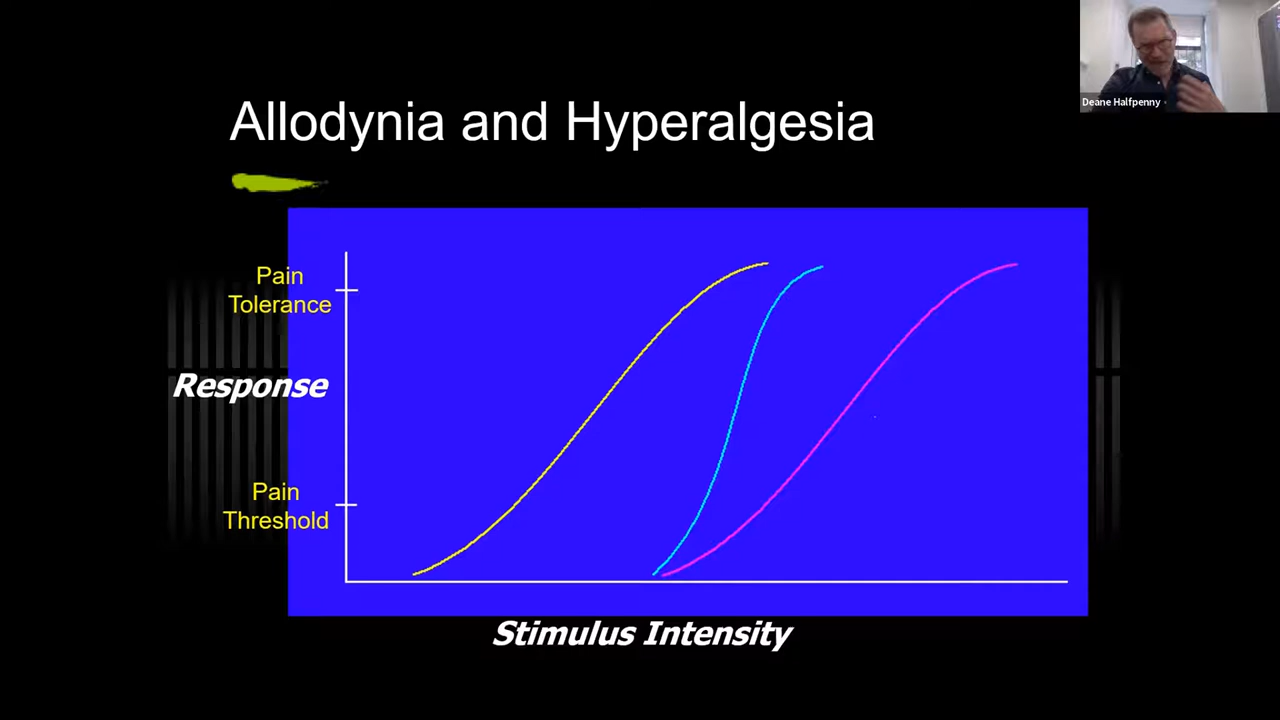 Deane Halfpenny
Allodynia and Hyperalgesia
Pain
Tolerance
Response
Pain
Threshold
Stimulus Intensity